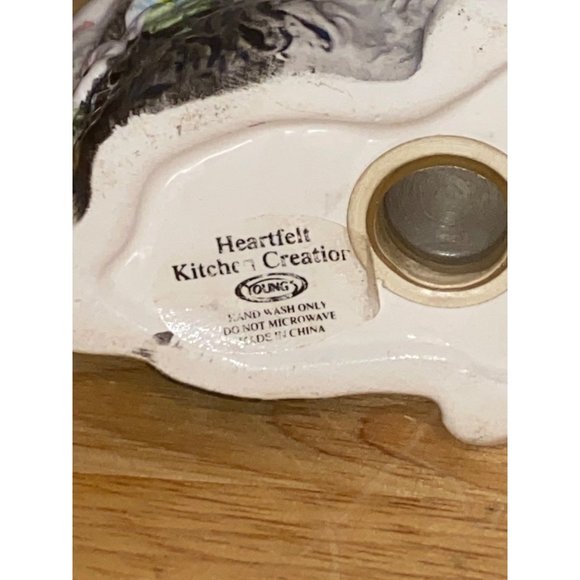 Heartfelt
Kitchen Creation
YOUNG'S
HAND WASH ONLY
DO NOT MICROWAVE
MADE IN CHINA